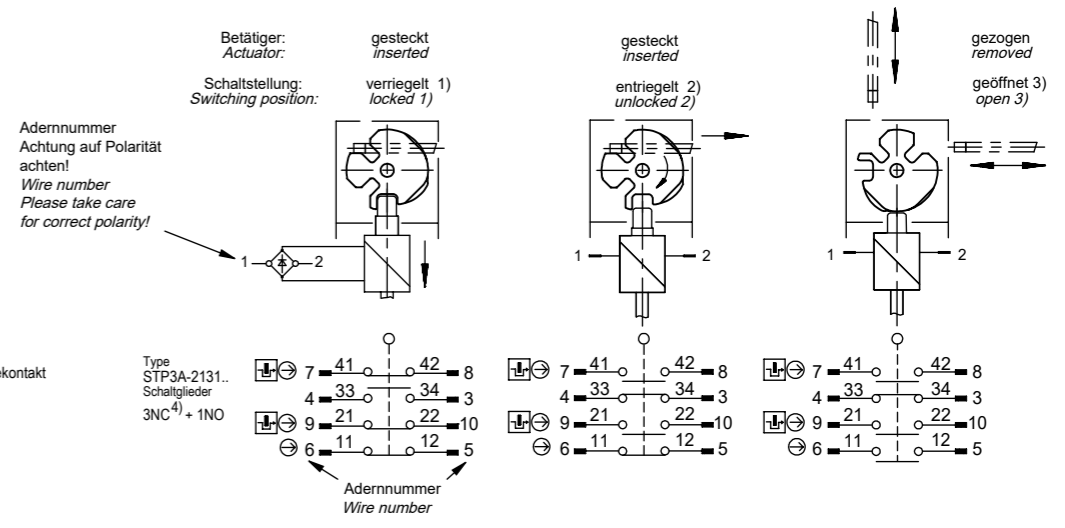 Betätiger:
Actuator:
gesteckt
inserted
Schaltstellung:
Switching position:
verriegelt 1)
locked 1)
gesteckt
inserted
entriegelt 2)
unlocked 2)
gezogen
removed
geöffnet 3)
open 3)
Adernnummer
Achtung auf Polarität
achten!
Wire number
Please take care
for correct polarity!
1 2
1 2
1 2
ekontakt
Type
STP3A-2131..
Schaltglieder
3NC 4) + 1NO
7 41 42 8
4 33 34 3
9 21 22 10
6 11 12 5
Adernnummer
Wire number
7 41 42 8
4 33 34 3
9 21 22 10
6 11 12 5
7 41 42 8
4 33 34 3
9 21 22 10
6 11 12 5